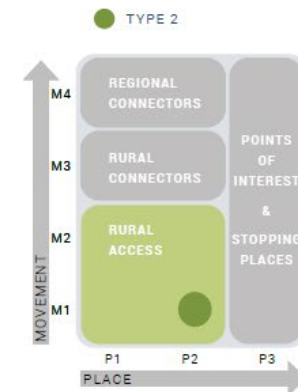 TYPE 2
M4
REGIONAL
CONNECTORS
M3
RURAL
CONNECTORS
POINTS
OF
INTEREST
&
STOPPING
PLACES
M2
RURAL
ACCESS
M1
MOVEMENT
P1 P2 P3
PLACE